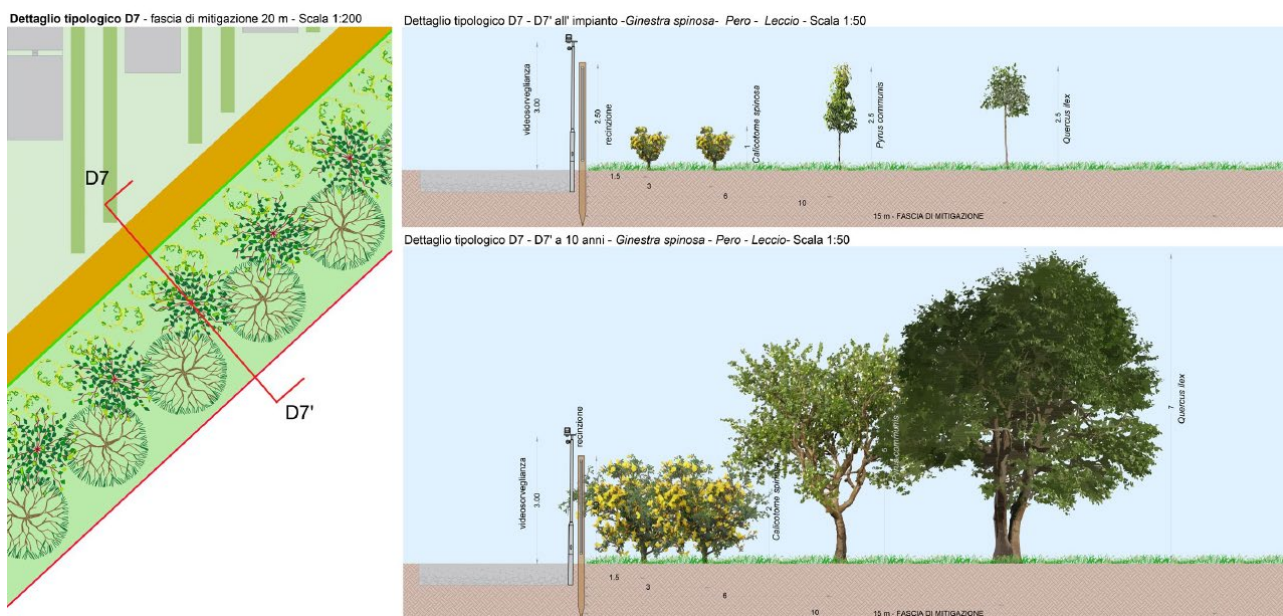 Dettaglio tipologico D7 - fascia di mitigazione 20 m - Scala 1:200
D7
D7'
Dettaglio tipologico D7 - D7' all' impianto -Ginestra spinosa- Pero - Leccio - Scala 1:50
videosorveglianza
3.00
2.50
recinzione
1
Calicotome spinosa
2.5
Pyrus communis
2.5
Quercus ilex
1.5
3
6
10
15 m - FASCIA DI MITIGAZIONE
Dettaglio tipologico D7 - D7' a 10 anni - Ginestra spinosa - Pero - Leccio- Scala 1:50
videosorveglianza
3.00
recinzione
2
Calicotome spinosa
communis
7
Quercus ilex
1.5
3
6
10
15 m - FASCIA DI MITIGAZIONE